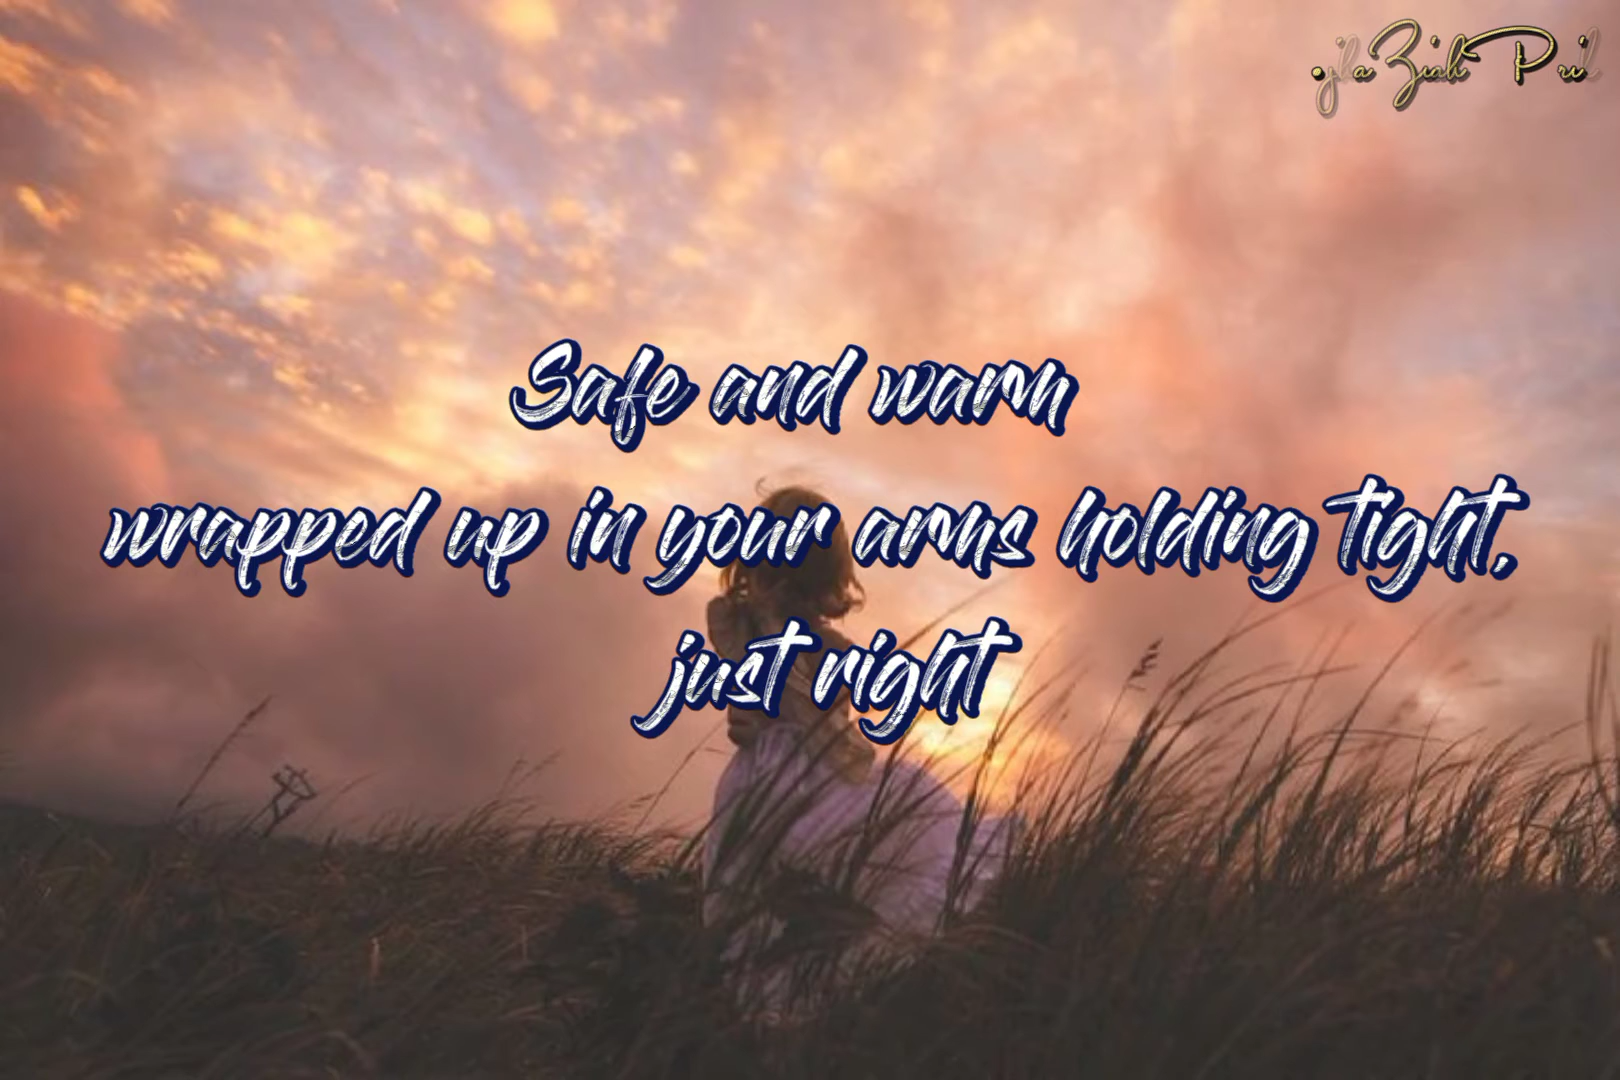 Safe and warm
wrapped up in your arms holding tight,
just right